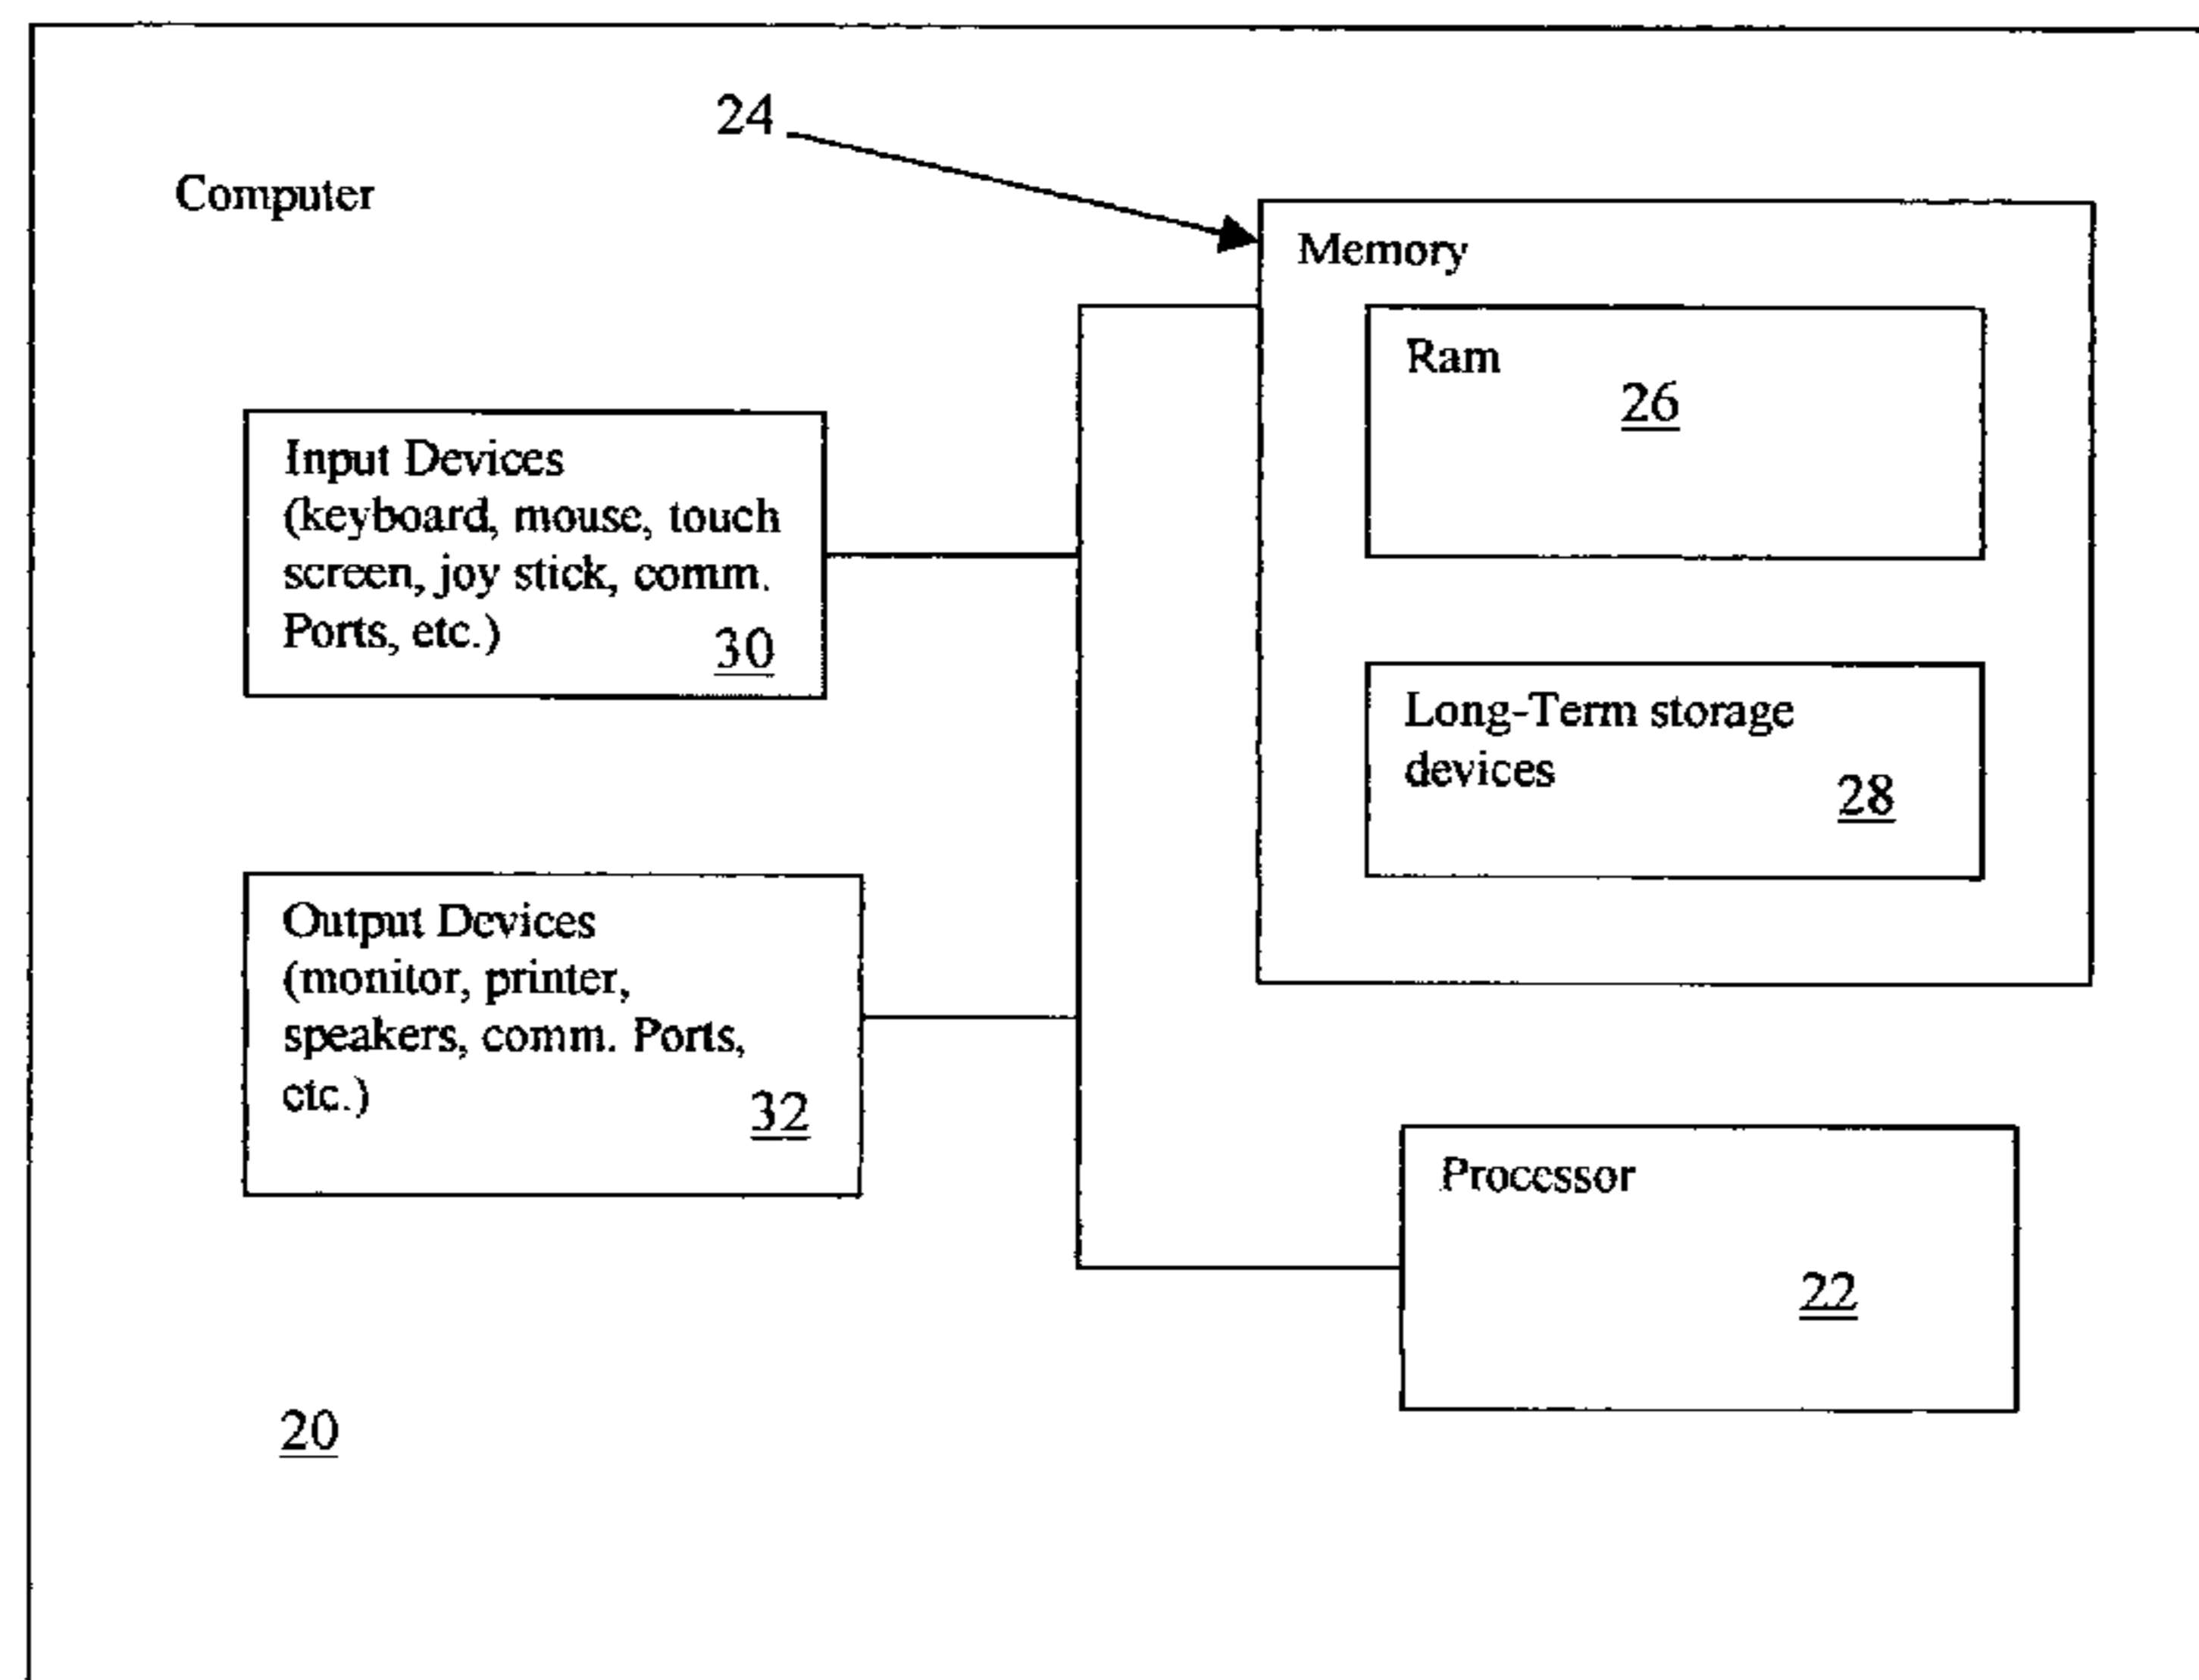 24
Computer
Memory
Ram
26
Input Devices
(keyboard, mouse, touch
screen, joy stick, comm.
Ports, etc.)
30
Long-Term storage
devices
28
Output Devices
(monitor, printer,
speakers, comm. Ports,
etc.)
32
Processor
22
20